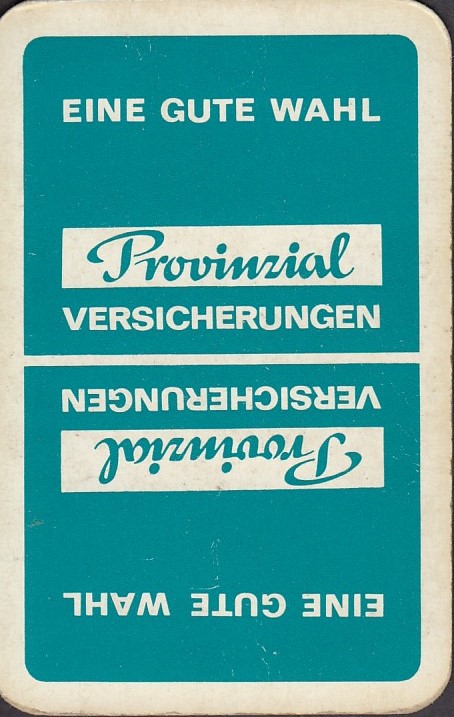 EINE GUTE WAHL
Provinzial
VERSICHERUNGEN
VERSICHERUNGEN
Provinzial
EINE GUTE WAHL